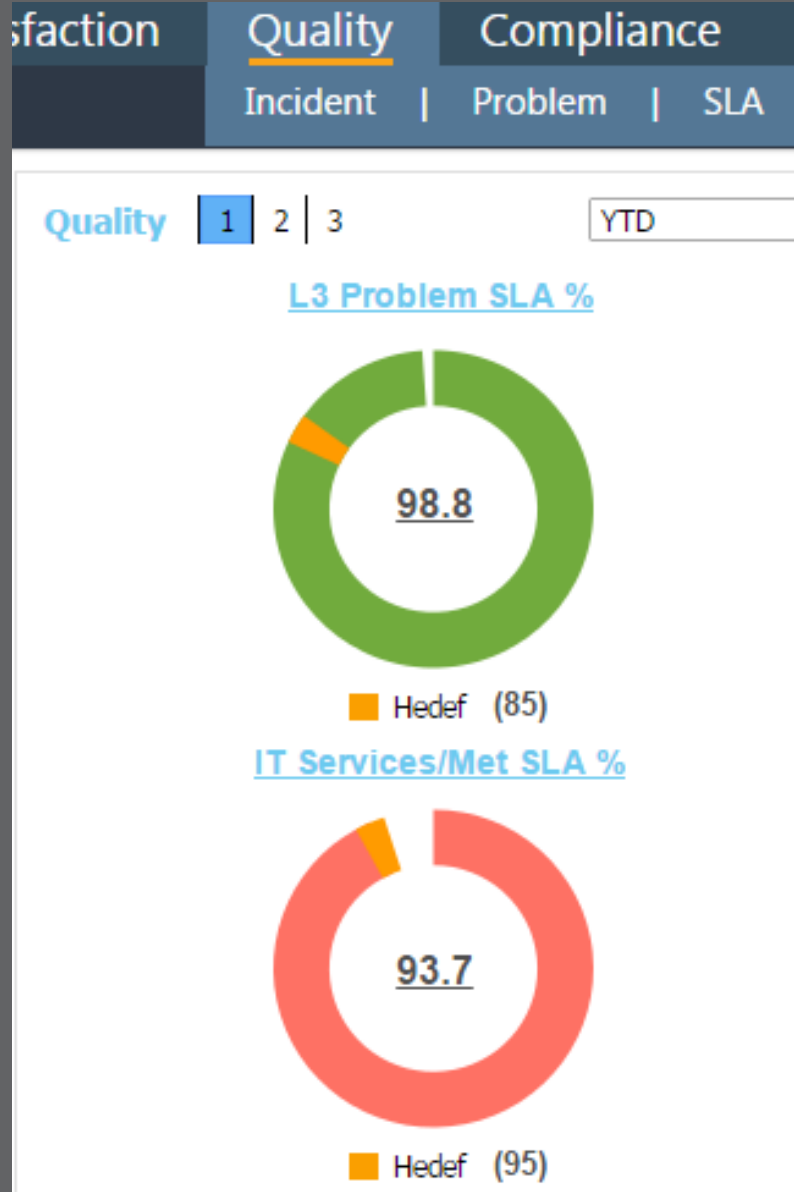 sfaction Quality Compliance
Incident | Problem | SLA
Quality 1 2 3 YTD
L3 Problem SLA %
98.8
Hedef (85)
IT Services/Met SLA %
93.7
Hedef (95)